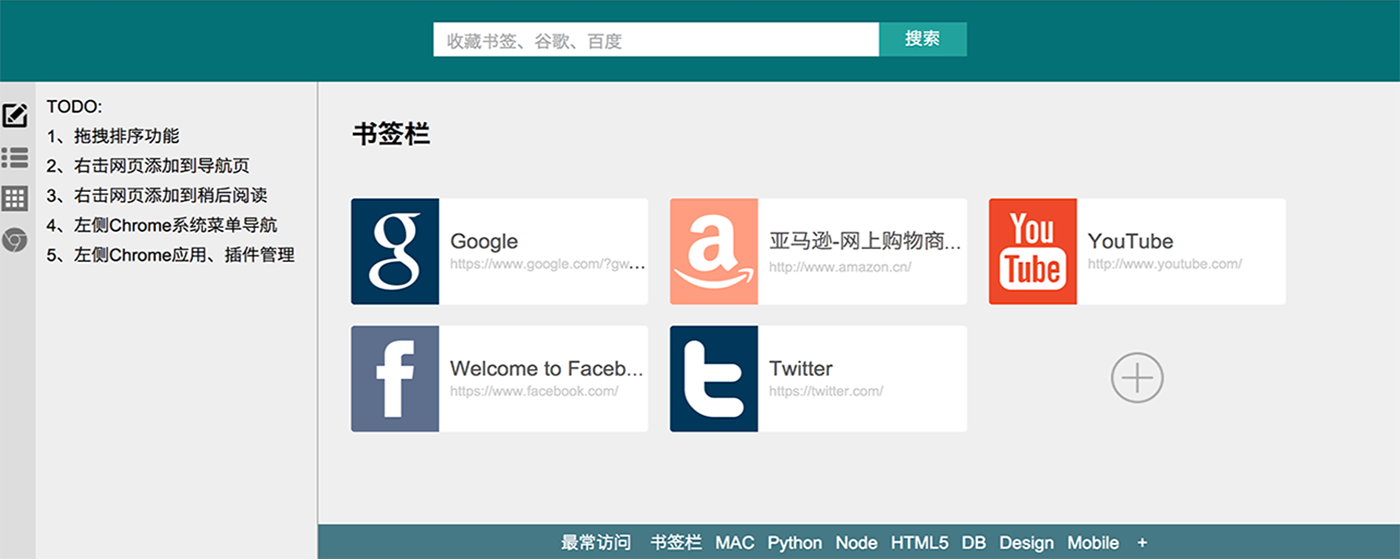 收藏书签、谷歌、百度
搜索
TODO:
1、拖拽排序功能
2、右击网页添加到导航页
3、右击网页添加到稍后阅读
4、左侧Chrome系统菜单导航
5、左侧Chrome应用、插件管理
书签栏
g
Google
https://www.google.com/?gw...
a
亚马逊-网上购物商...
http://www.amazon.cn/
You
Tube
YouTube
http://www.youtube.com/
f
Welcome to Faceb...
https://www.facebook.com/
t
Twitter
https://twitter.com/
最常访问 书签栏 MAC Python Node HTML5 DB Design Mobile +